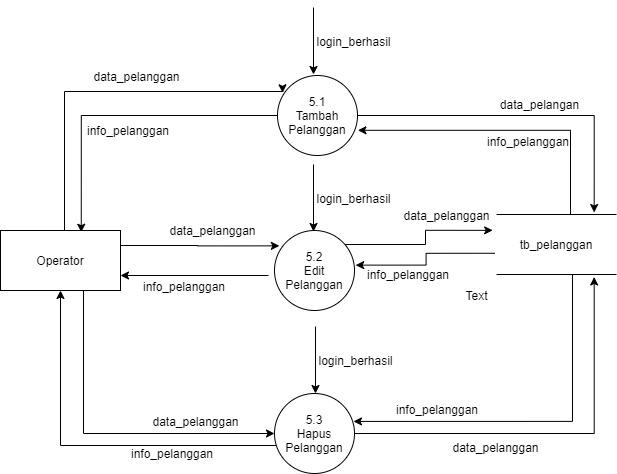 login_berhasil
data_pelanggan
5.1
Tambah
Pelanggan
data_pelangan
info_pelanggan
info_pelanggan
login_berhasil
data_pelanggan
data_pelanggan
Operator
5.2
Edit
Pelanggan
tb_pelanggan
info_pelanggan
info_pelanggan
Text
login_berhasil
info_pelanggan
data_pelanggan
5.3
Hapus
Pelanggan
info_pelanggan
data_pelanggan